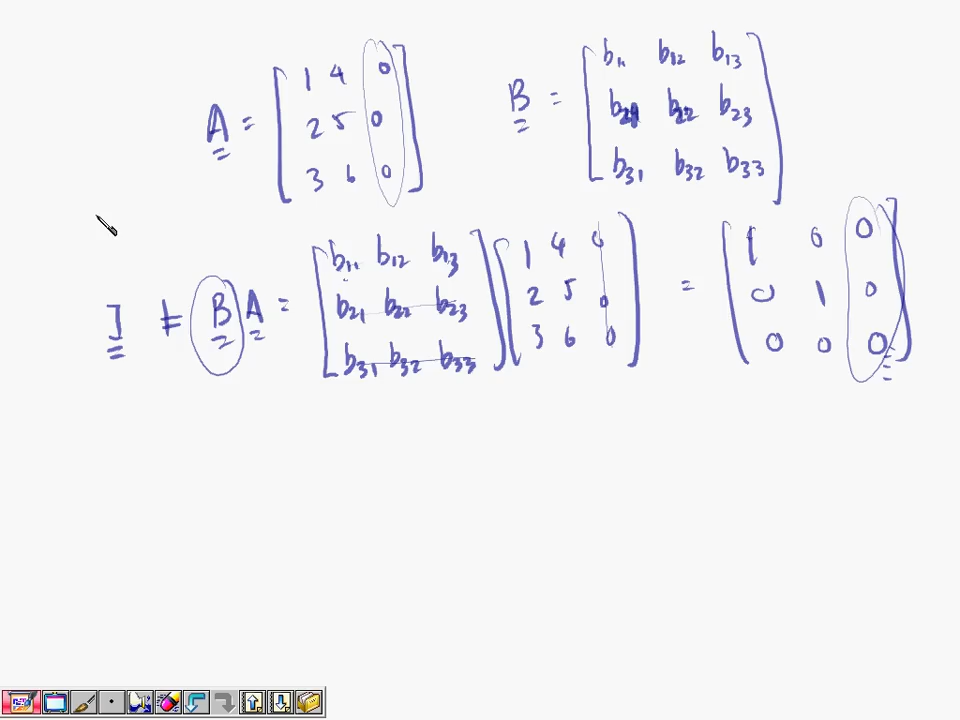 A = [ 1 4 0    B = [ b11 b12 b13
2 5 0    b21 b22 b23
3 6 0 ]    b31 b32 b33 ]
[ b11 b12 b13 ] [ 1 4 0 ] [ 1 0 0 ]
I ≠ B A = b21 b22 b23 2 5 0 = 0 1 0
b31 b32 b33 3 6 0 0 0 0